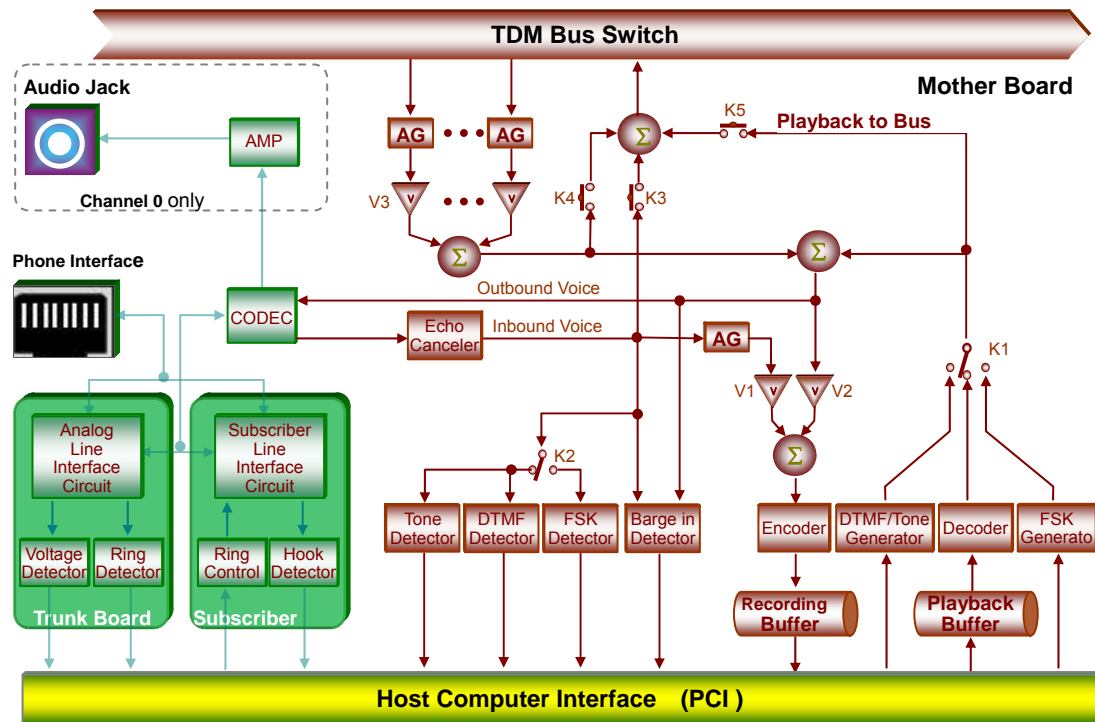 TDM Bus Switch
Mother Board
Audio Jack
AMP
Channel 0 only
AG
AG
V3
v
v
Σ
Σ
K5
Playback to Bus
K4
K3
Σ
Phone Interface
CODEC
Outbound Voice
Echo
Canceler
Inbound Voice
AG
V1
v
v
V2
K1
Σ
K2
Analog
Line
Interface
Circuit
Subscriber
Line
Interface
Circuit
Voltage
Detector
Ring
Detector
Ring
Control
Hook
Detector
Trunk Board
Subscriber
Tone
Detector
DTMF
Detector
FSK
Detector
Barge in
Detector
Encoder
DTMF/Tone
Generator
Decoder
FSK
Generato
Recording
Buffer
Playback
Buffer
Host Computer Interface (PCI )